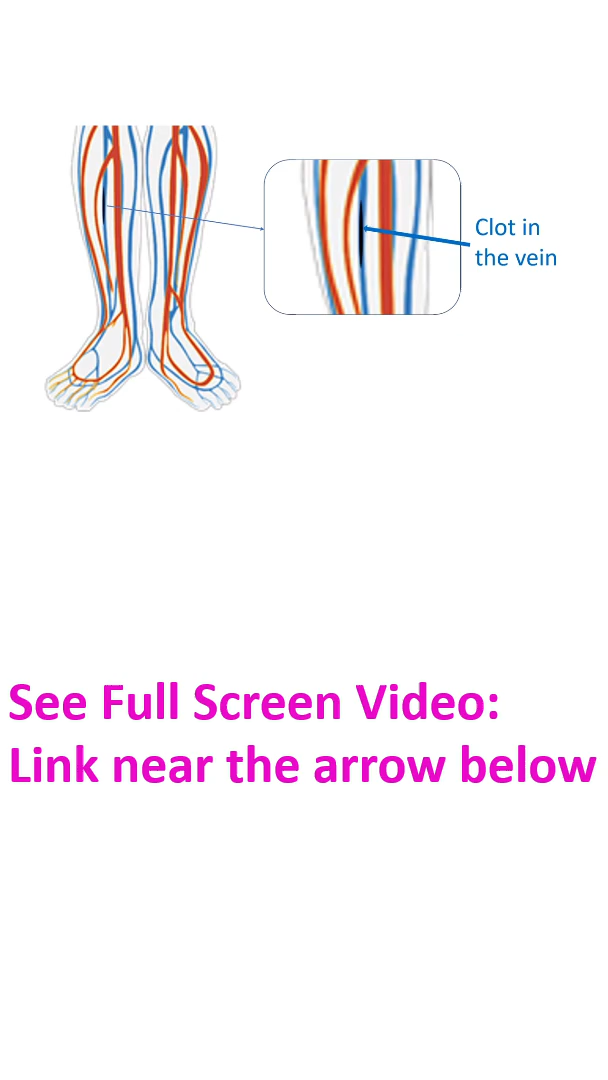 Clot in
the vein
See Full Screen Video:
Link near the arrow below